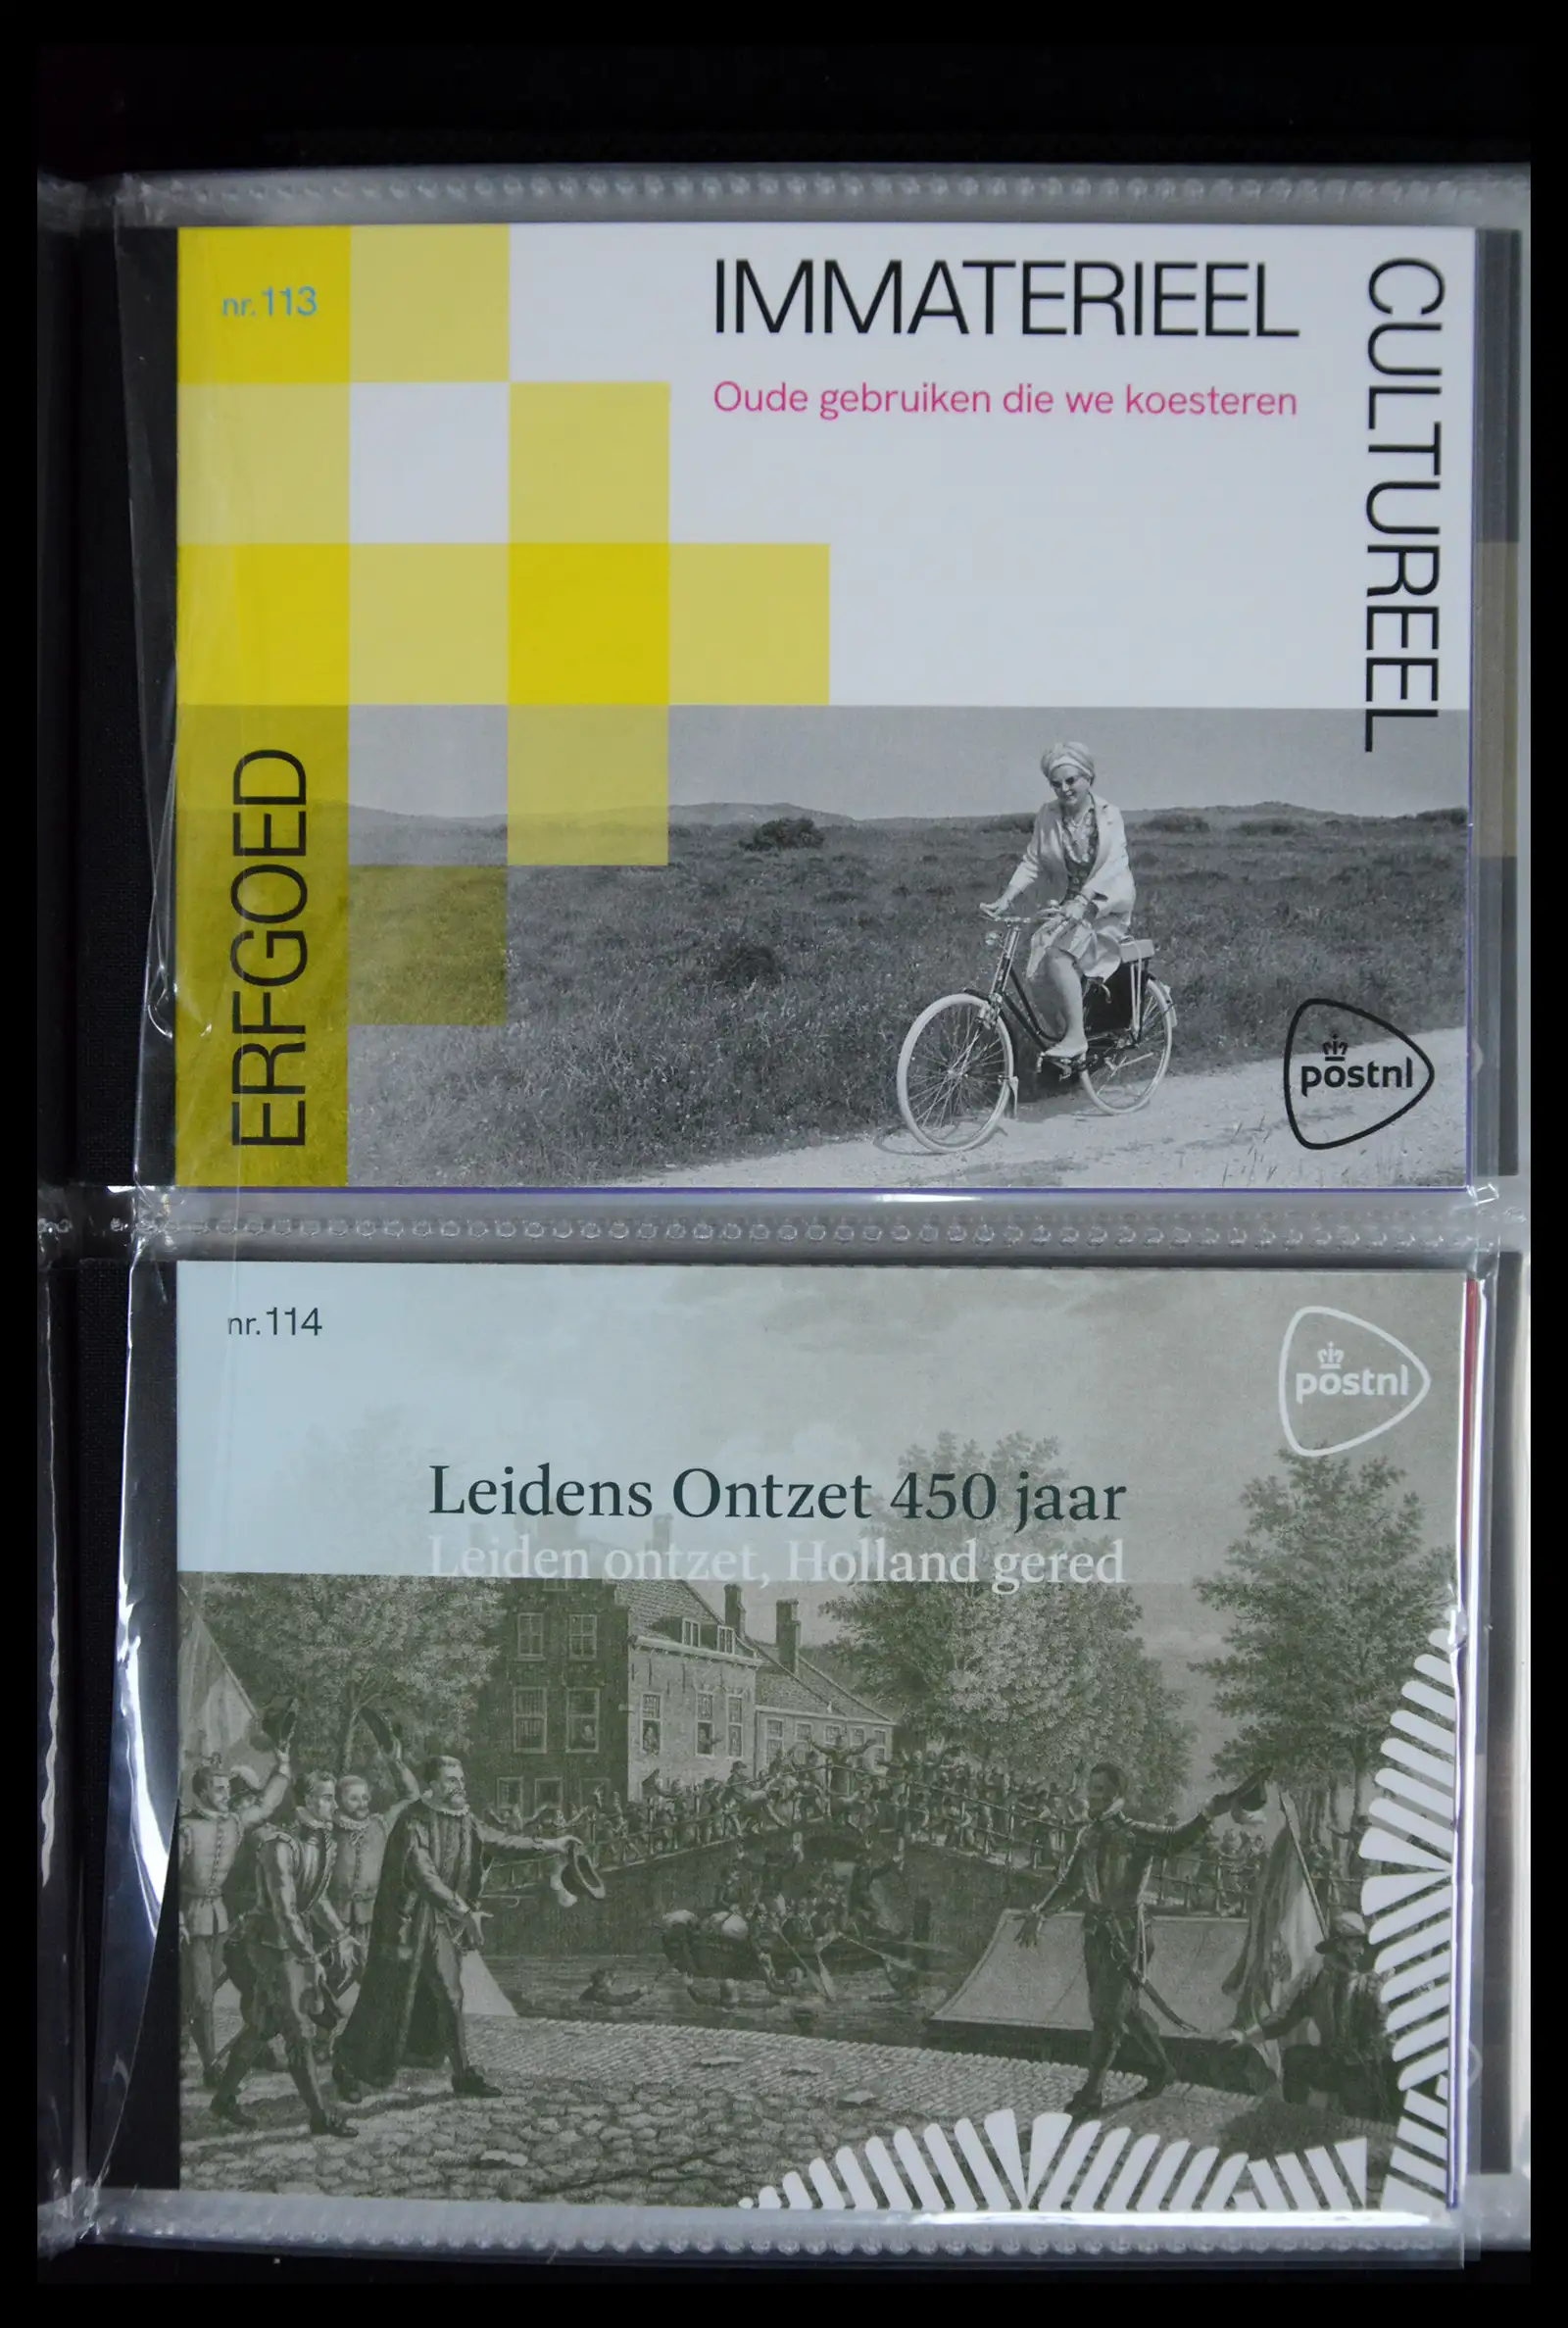 nr.113
IMMATERIEEL
CULTUREEL
Oude gebruiken die we koesteren
ERFGOED
postnl
nr.114
postnl
Leidens Ontzet 450 jaar
Leiden ontzet, Holland gered